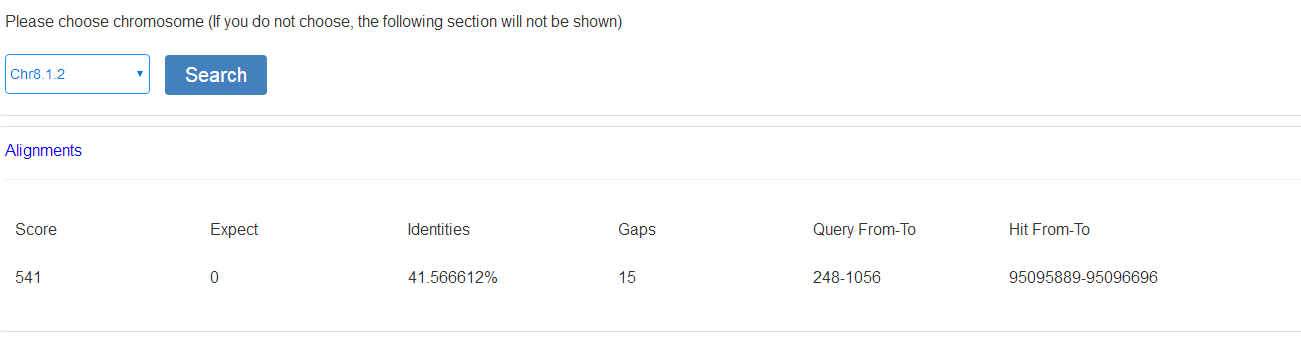 Please choose chromosome (If you do not choose, the following section will not be shown)
Chr8.1.2 Search
Alignments
Score Expect Identities Gaps Query From-To Hit From-To
541 0 41.566612% 15 248-1056 95095889-95096696